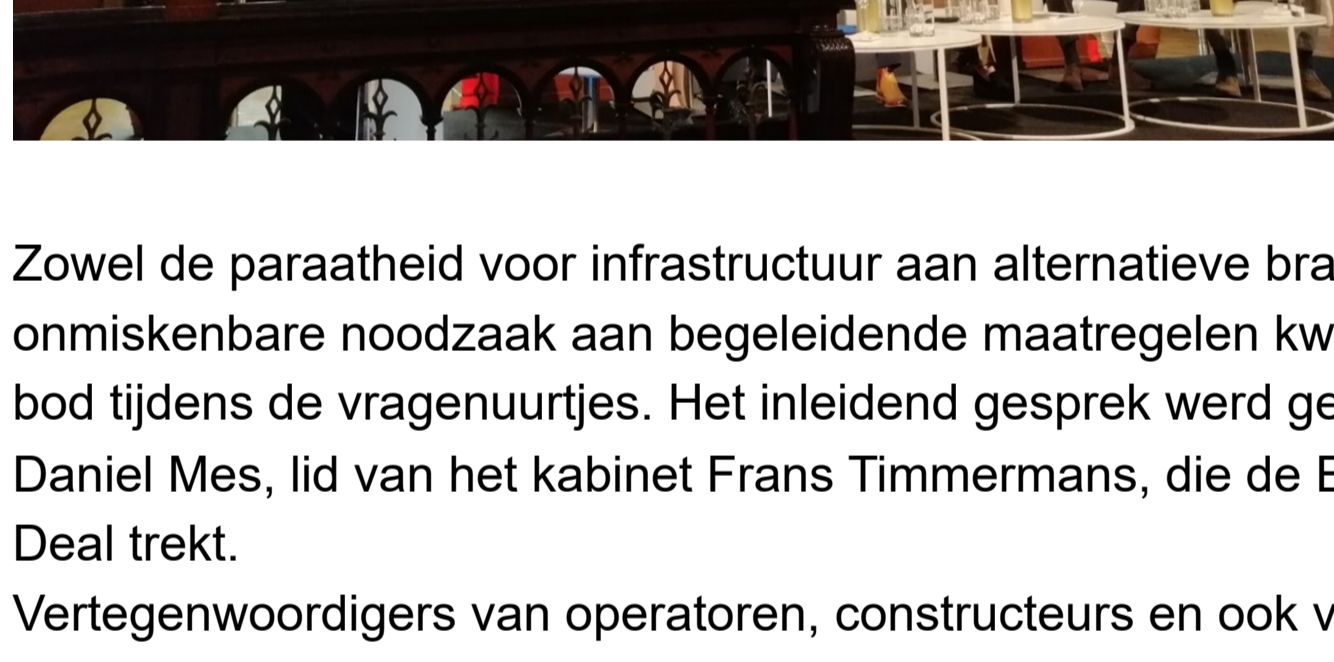 Zowel de paraatheid voor infrastructuur aan alternatieve bra
onmiskenbare noodzaak aan begeleidende maatregelen kw
bod tijdens de vragenuurtjes. Het inleidend gesprek werd ge
Daniel Mes, lid van het kabinet Frans Timmermans, die de E
Deal trekt.
Vertegenwoordigers van operatoren, constructeurs en ook v